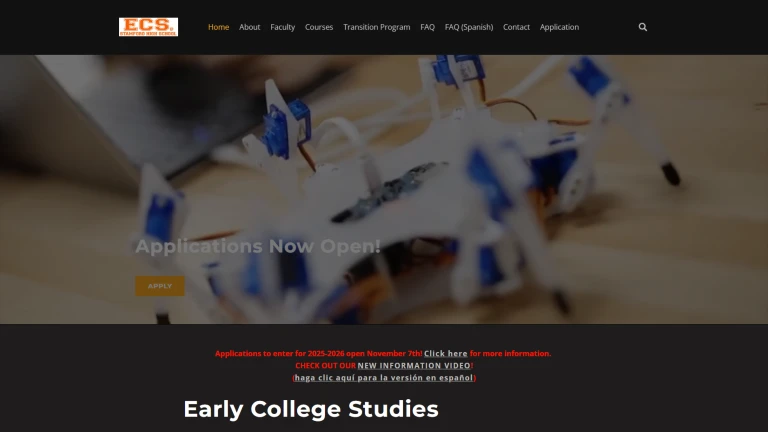 ECS
STAMFORD HIGH SCHOOL
Home About Faculty Courses Transition Program FAQ FAQ (Spanish) Contact Application
Applications Now Open!
APPLY
Applications to enter for 2025-2026 open November 7th! Click here for more information.
CHECK OUT OUR NEW INFORMATION VIDEO!
(haga clic aquí para la versión en español)
Early College Studies